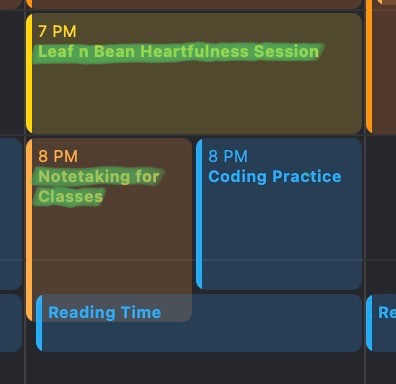 7 PM
Leaf n Bean Heartfulness Session
8 PM
Notetaking for
Classes
8 PM
Coding Practice
Reading Time
Re